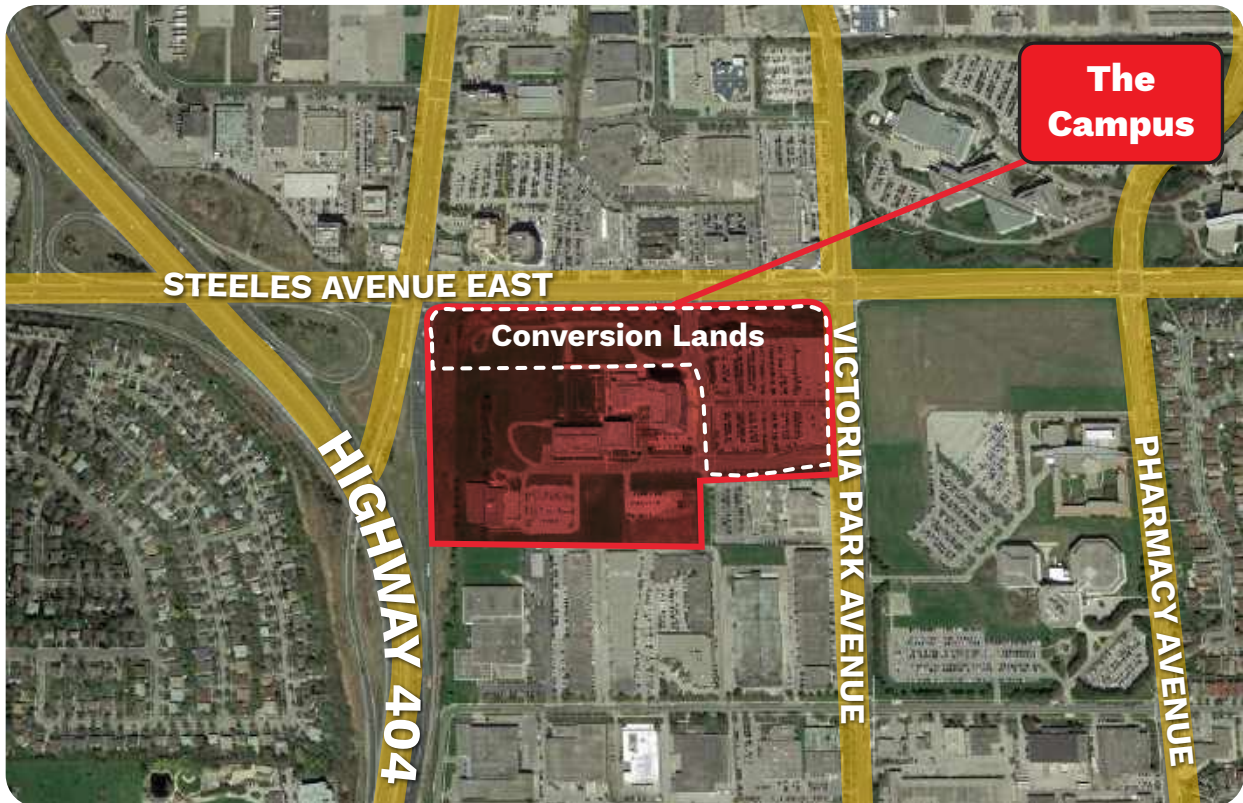 The
Campus
STEELES AVENUE EAST
Conversion Lands
VICTORIA PARK AVENUE
HIGHWAY 404
PHARMACY AVENUE